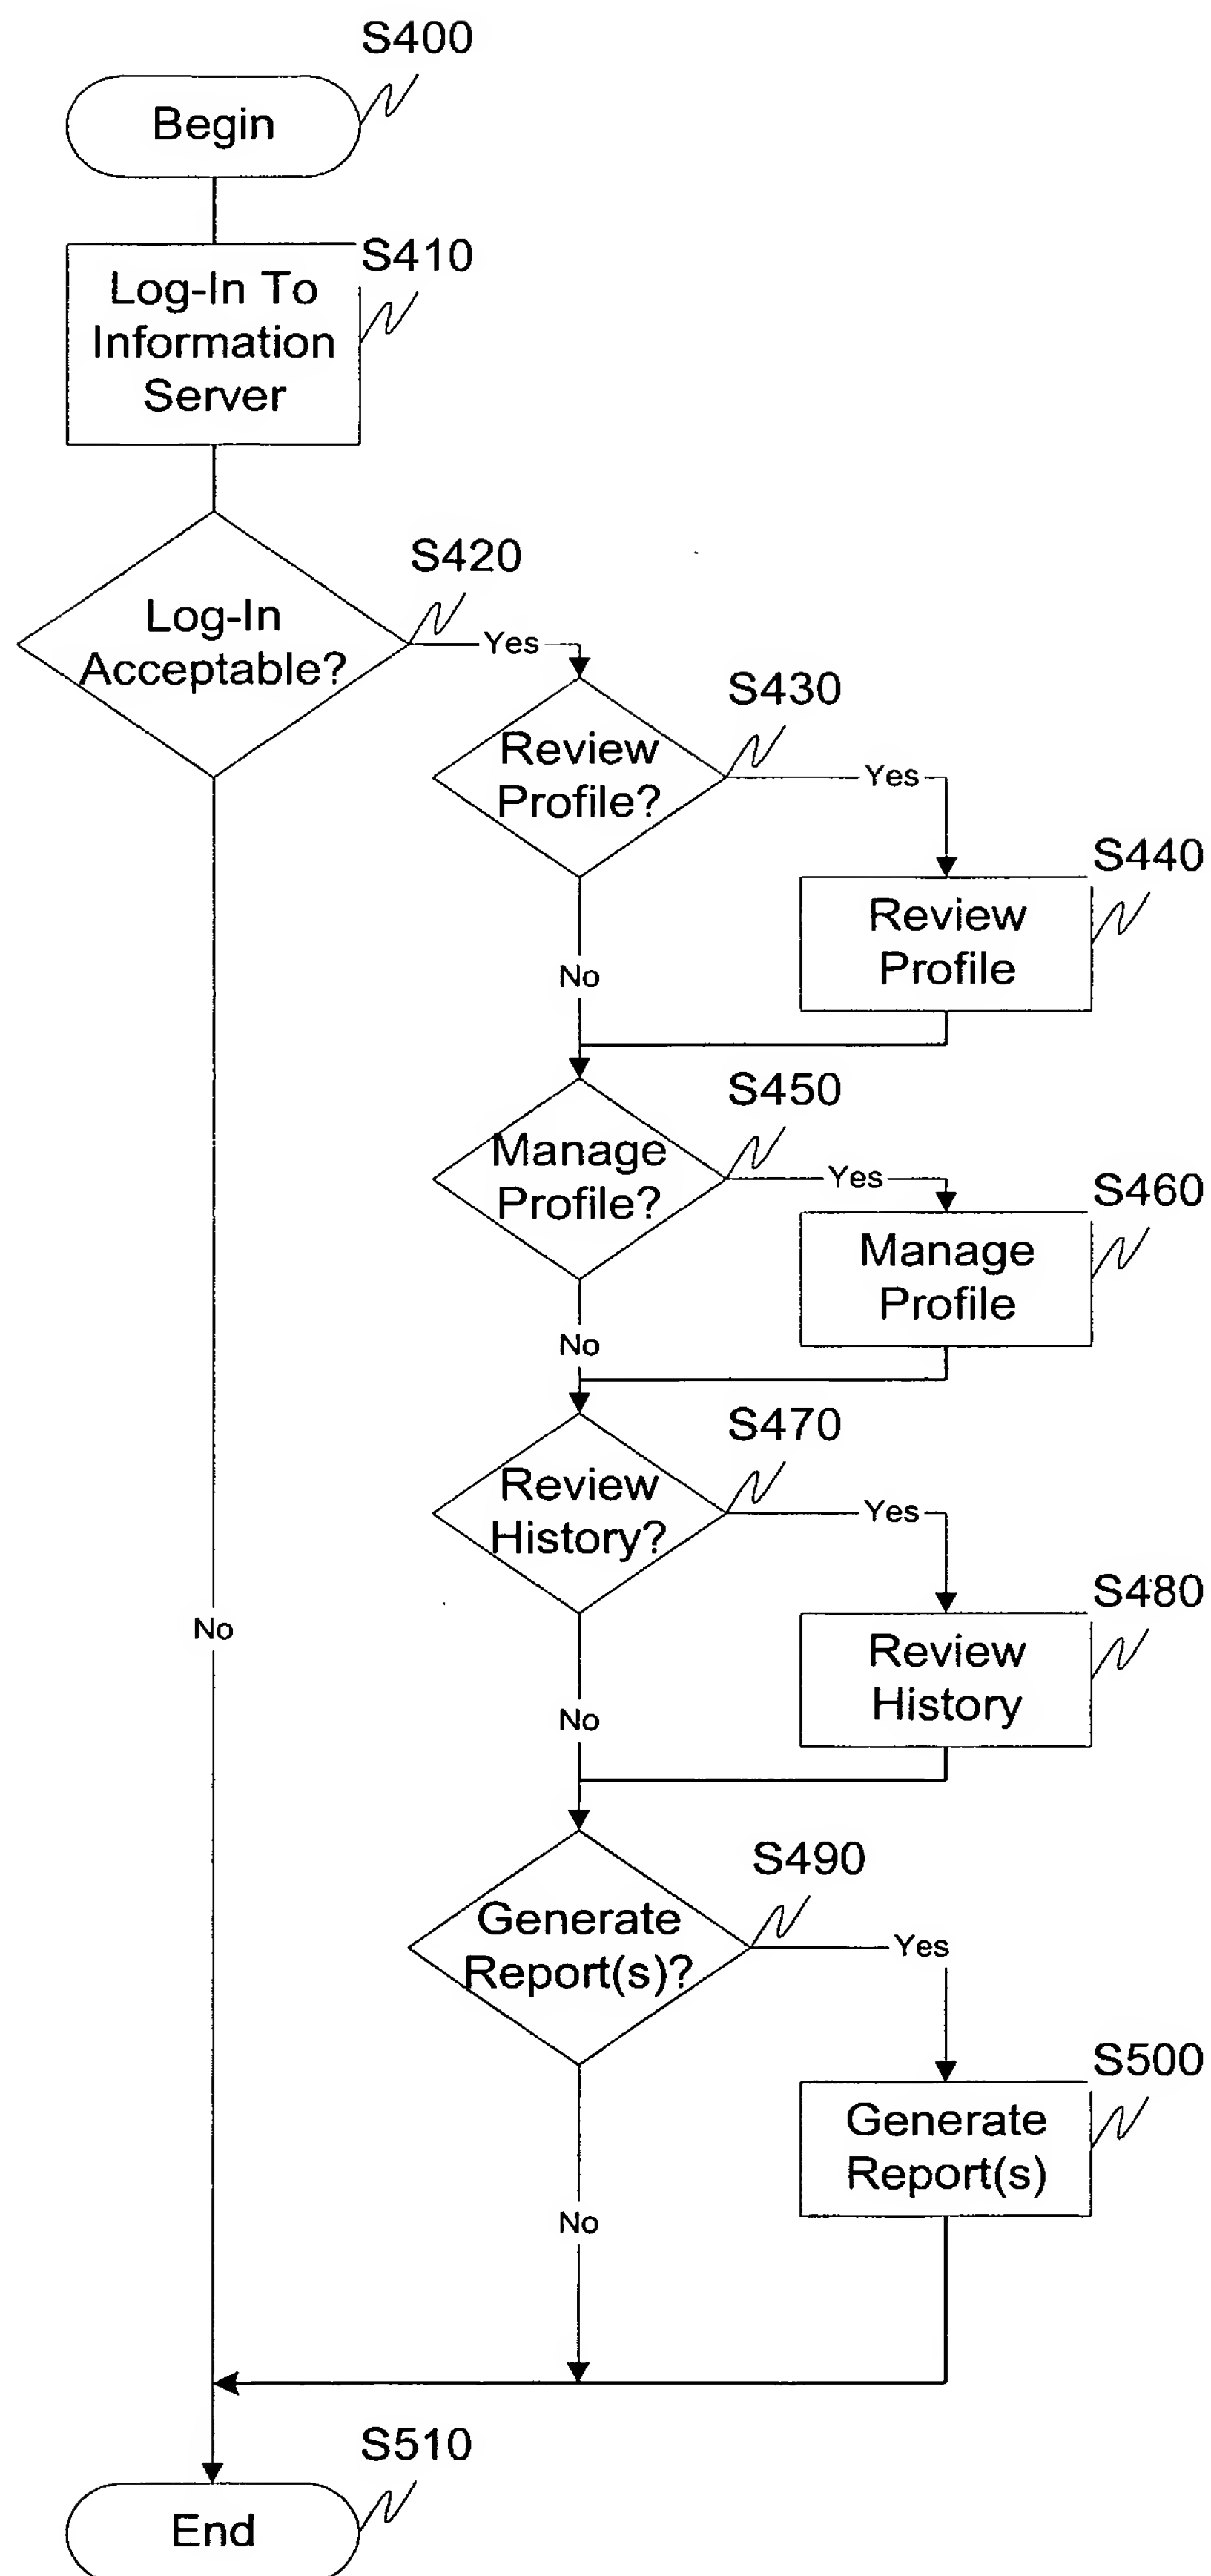 S400
Begin
S410
Log-In To
Information
Server
S420
Log-In
Acceptable?
Yes
S430
Review
Profile?
Yes
S440
Review
Profile
No
S450
Manage
Profile?
Yes
S460
Manage
Profile
No
S470
Review
History?
Yes
S480
Review
History
No
No
S490
Generate
Report(s)?
Yes
S500
Generate
Report(s)
No
S510
End